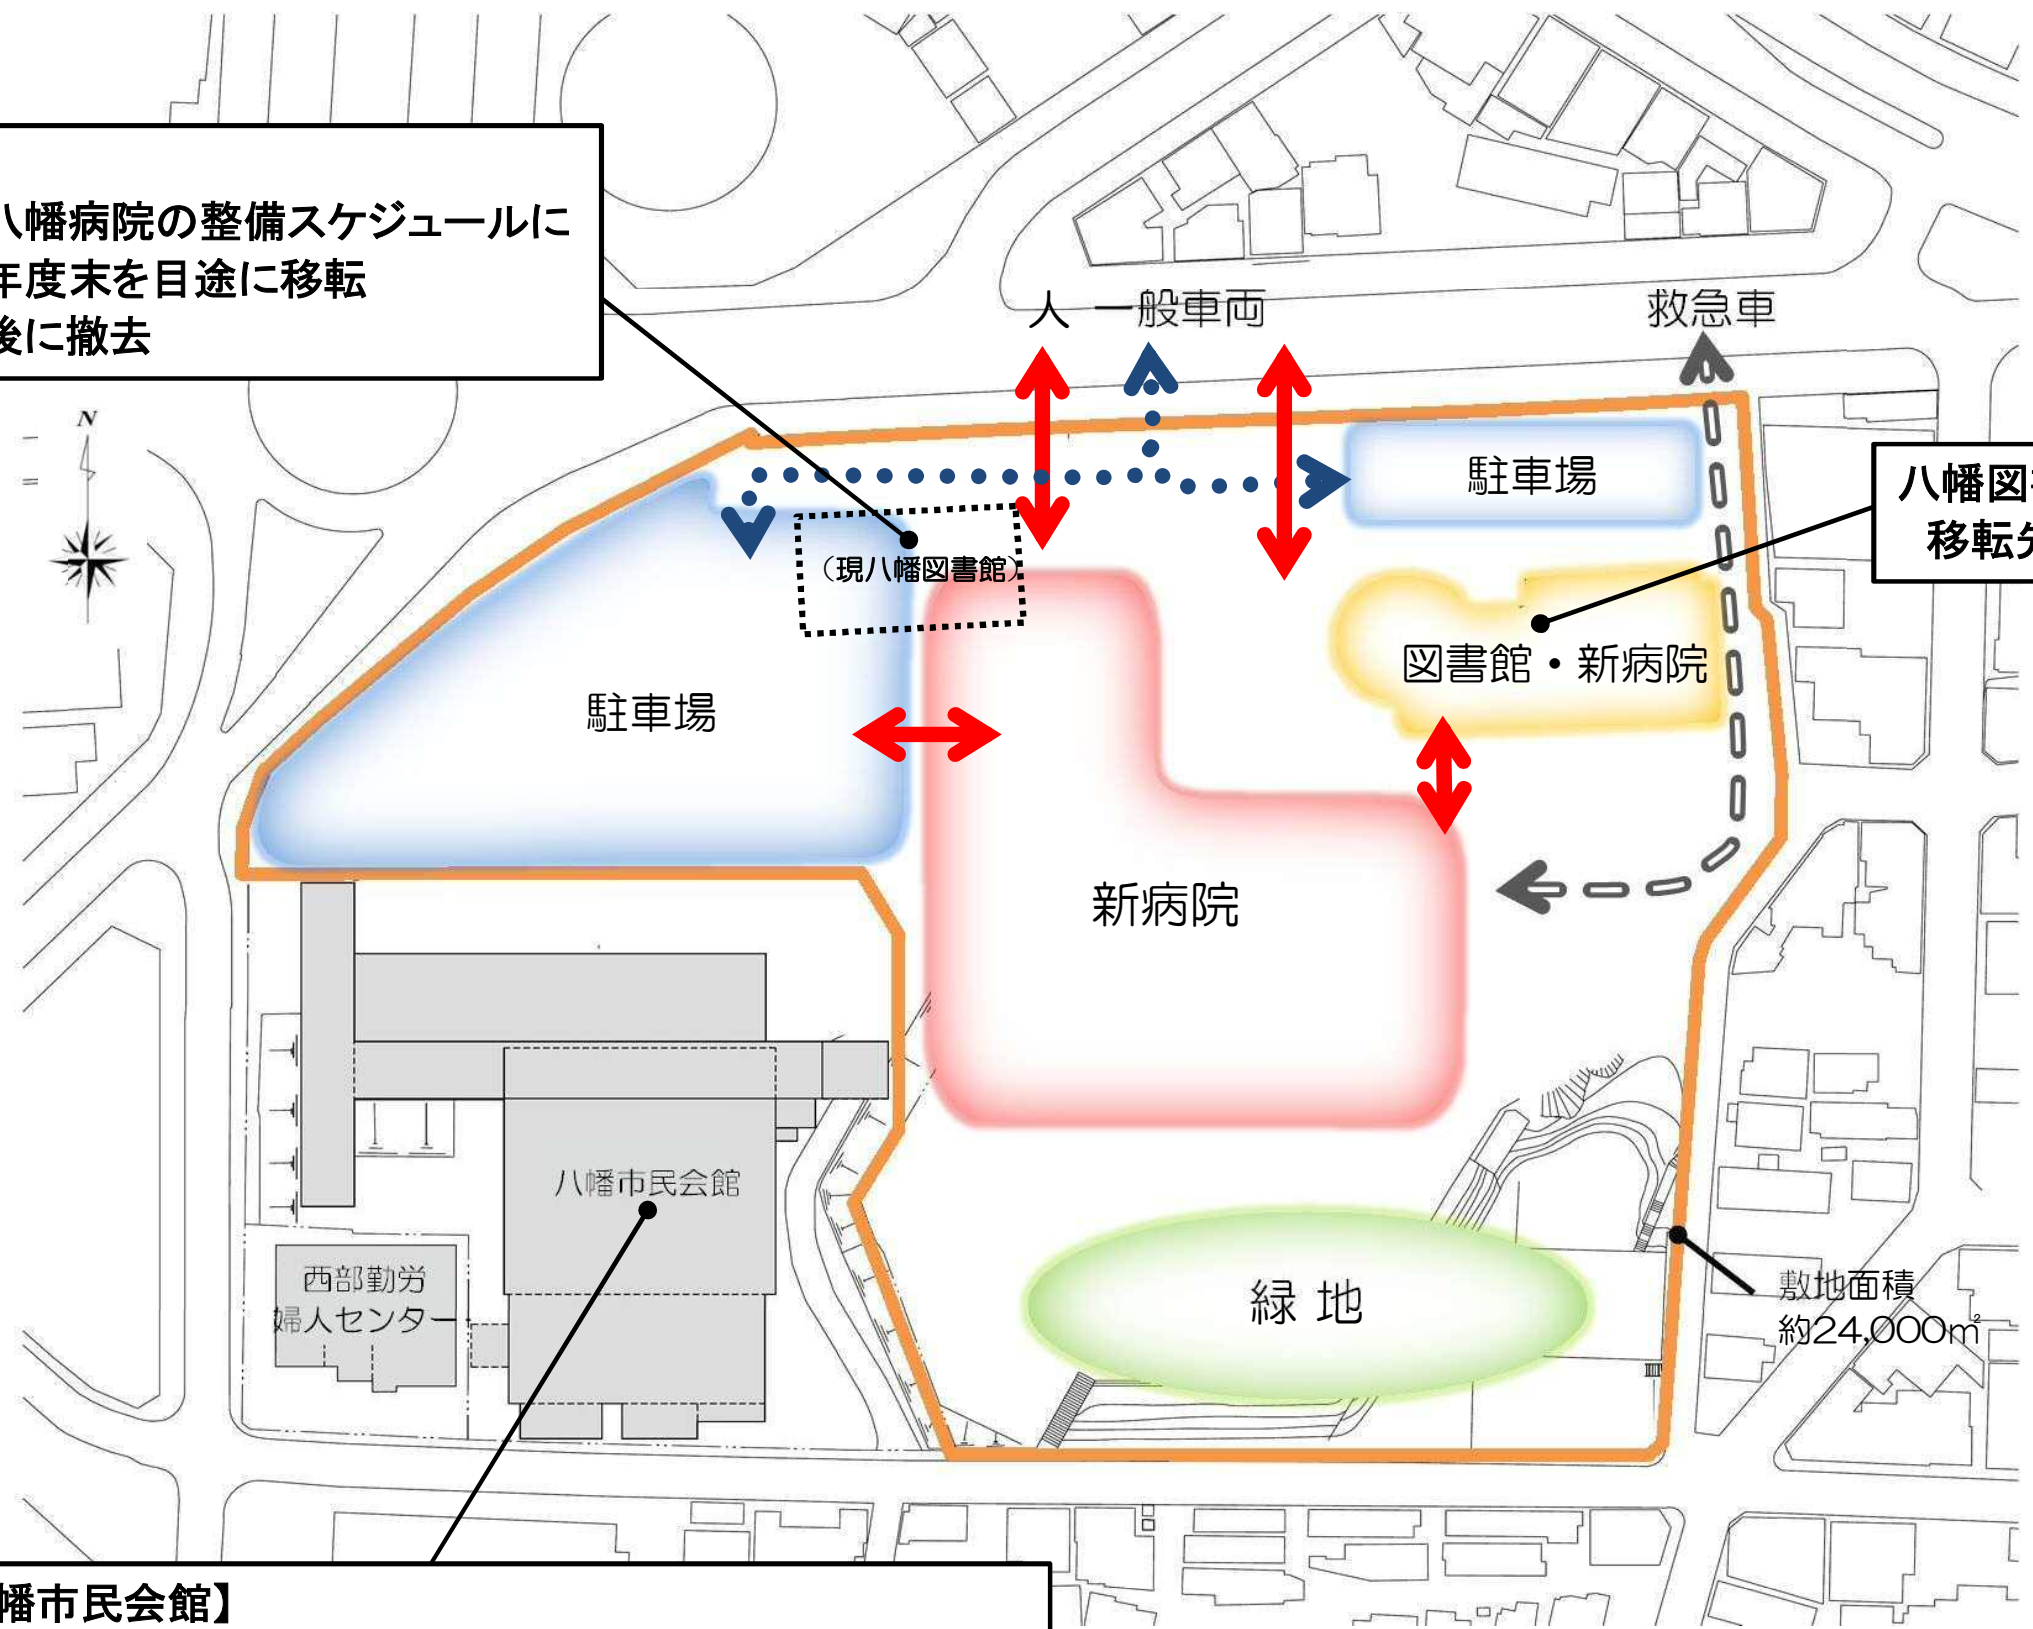 八幡病院の整備スケジュールに
年度末を目途に移転
後に撤去
人 一般車両
救急車
N
駐車場
八幡図
移転
(現八幡図書館)
図書館・新病院
駐車場
新病院
八幡市民会館
西部勤労
婦人センター
緑地
敷地面積
約24,000㎡
幡市民会館】